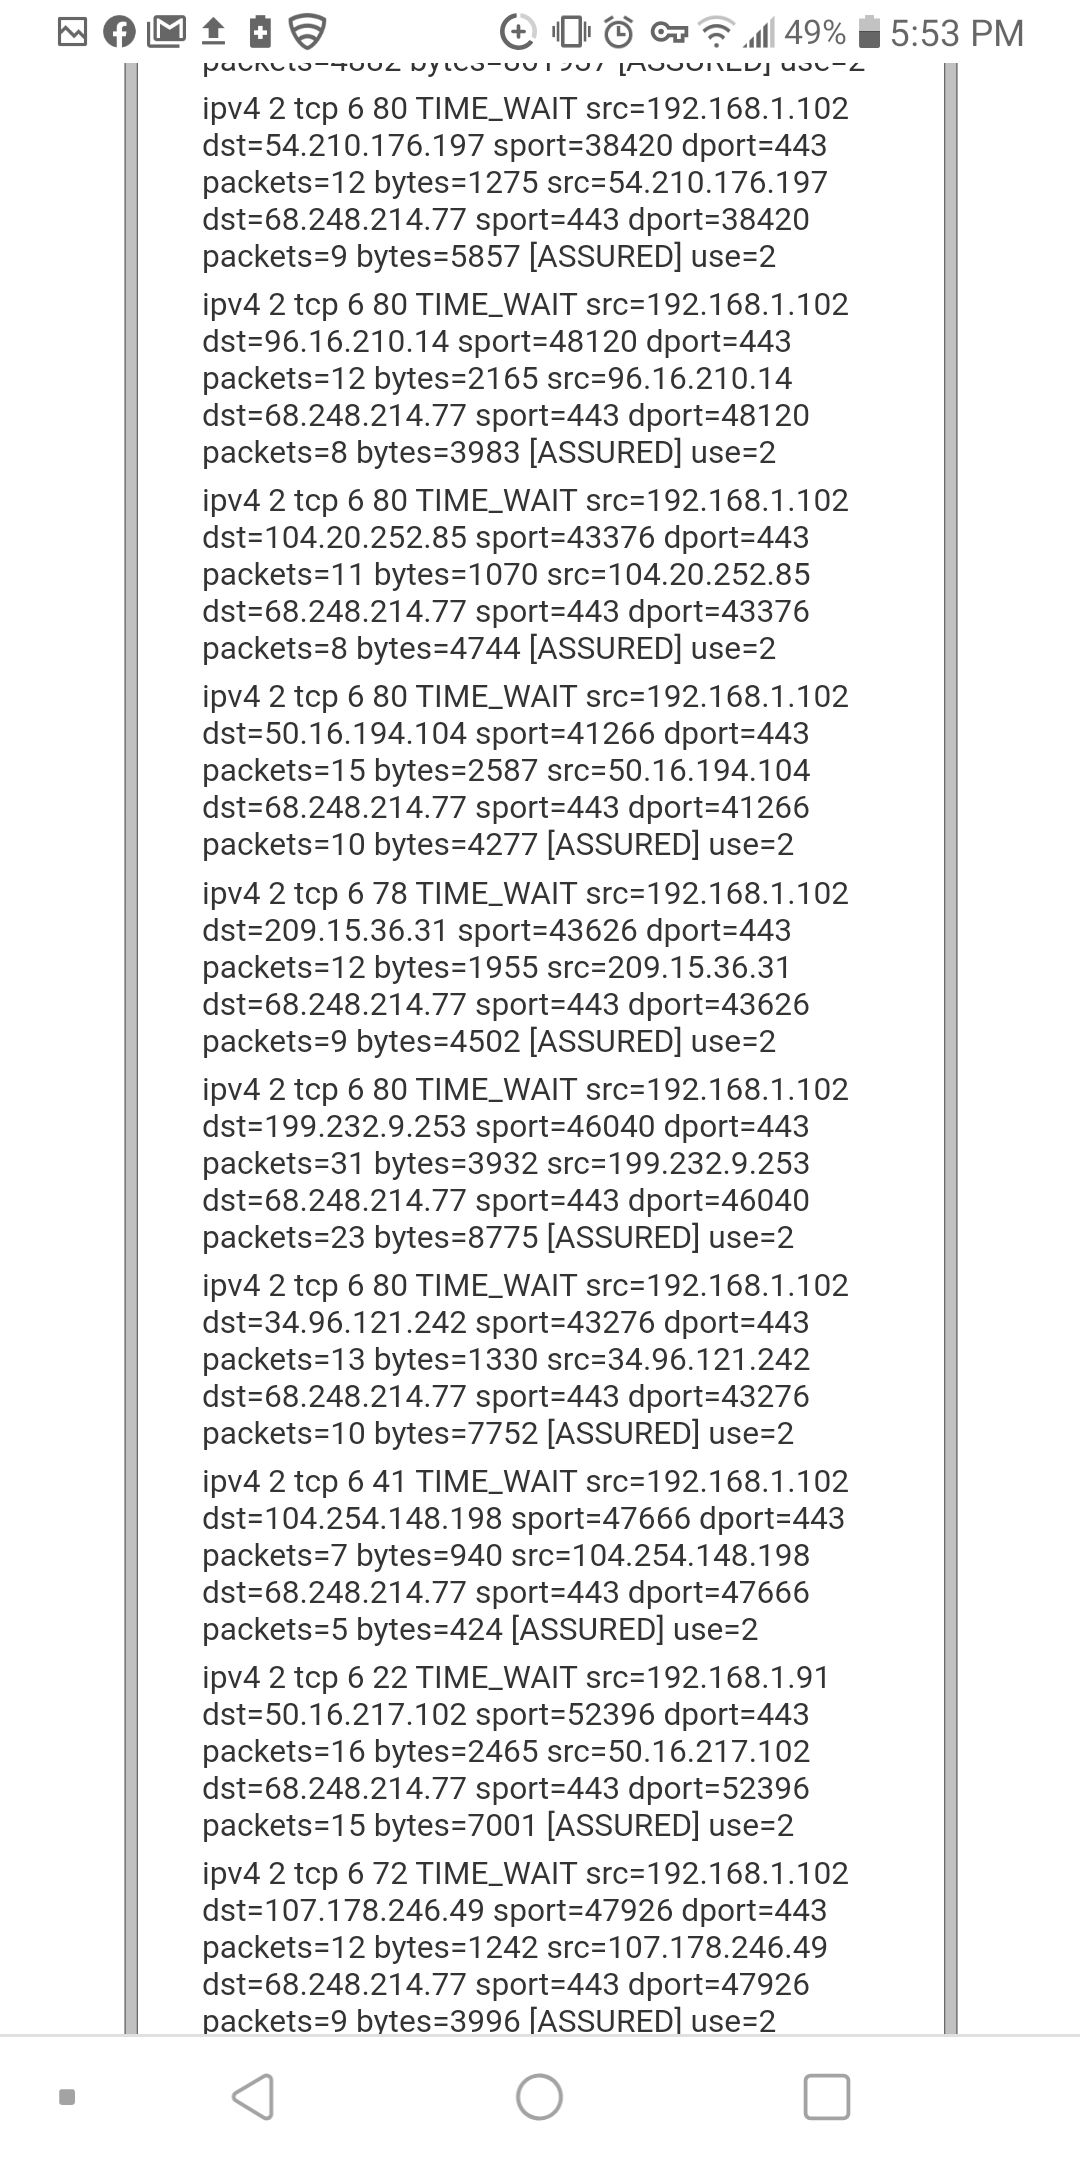 49% 5:53 PM
[ASSURED] use=2
ipv4 2 tcp 6 80 TIME_WAIT src=192.168.1.102
dst=54.210.176.197 sport=38420 dport=443
packets=12 bytes=1275 src=54.210.176.197
dst=68.248.214.77 sport=443 dport=38420
packets=9 bytes=5857 [ASSURED] use=2
ipv4 2 tcp 6 80 TIME_WAIT src=192.168.1.102
dst=96.16.210.14 sport=48120 dport=443
packets=12 bytes=2165 src=96.16.210.14
dst=68.248.214.77 sport=443 dport=48120
packets=8 bytes=3983 [ASSURED] use=2
ipv4 2 tcp 6 80 TIME_WAIT src=192.168.1.102
dst=104.20.252.85 sport=43376 dport=443
packets=11 bytes=1070 src=104.20.252.85
dst=68.248.214.77 sport=443 dport=43376
packets=8 bytes=4744 [ASSURED] use=2
ipv4 2 tcp 6 80 TIME_WAIT src=192.168.1.102
dst=50.16.194.104 sport=41266 dport=443
packets=15 bytes=2587 src=50.16.194.104
dst=68.248.214.77 sport=443 dport=41266
packets=10 bytes=4277 [ASSURED] use=2
ipv4 2 tcp 6 78 TIME_WAIT src=192.168.1.102
dst=209.15.36.31 sport=43626 dport=443
packets=12 bytes=1955 src=209.15.36.31
dst=68.248.214.77 sport=443 dport=43626
packets=9 bytes=4502 [ASSURED] use=2
ipv4 2 tcp 6 80 TIME_WAIT src=192.168.1.102
dst=199.232.9.253 sport=46040 dport=443
packets=31 bytes=3932 src=199.232.9.253
dst=68.248.214.77 sport=443 dport=46040
packets=23 bytes=8775 [ASSURED] use=2
ipv4 2 tcp 6 80 TIME_WAIT src=192.168.1.102
dst=34.96.121.242 sport=43276 dport=443
packets=13 bytes=1330 src=34.96.121.242
dst=68.248.214.77 sport=443 dport=43276
packets=10 bytes=7752 [ASSURED] use=2
ipv4 2 tcp 6 41 TIME_WAIT src=192.168.1.102
dst=104.254.148.198 sport=47666 dport=443
packets=7 bytes=940 src=104.254.148.198
dst=68.248.214.77 sport=443 dport=47666
packets=5 bytes=424 [ASSURED] use=2
ipv4 2 tcp 6 22 TIME_WAIT src=192.168.1.91
dst=50.16.217.102 sport=52396 dport=443
packets=16 bytes=2465 src=50.16.217.102
dst=68.248.214.77 sport=443 dport=52396
packets=15 bytes=7001 [ASSURED] use=2
ipv4 2 tcp 6 72 TIME_WAIT src=192.168.1.102
dst=107.178.246.49 sport=47926 dport=443
packets=12 bytes=1242 src=107.178.246.49
dst=68.248.214.77 sport=443 dport=47926
packets=9 bytes=3996 [ASSURED] use=2